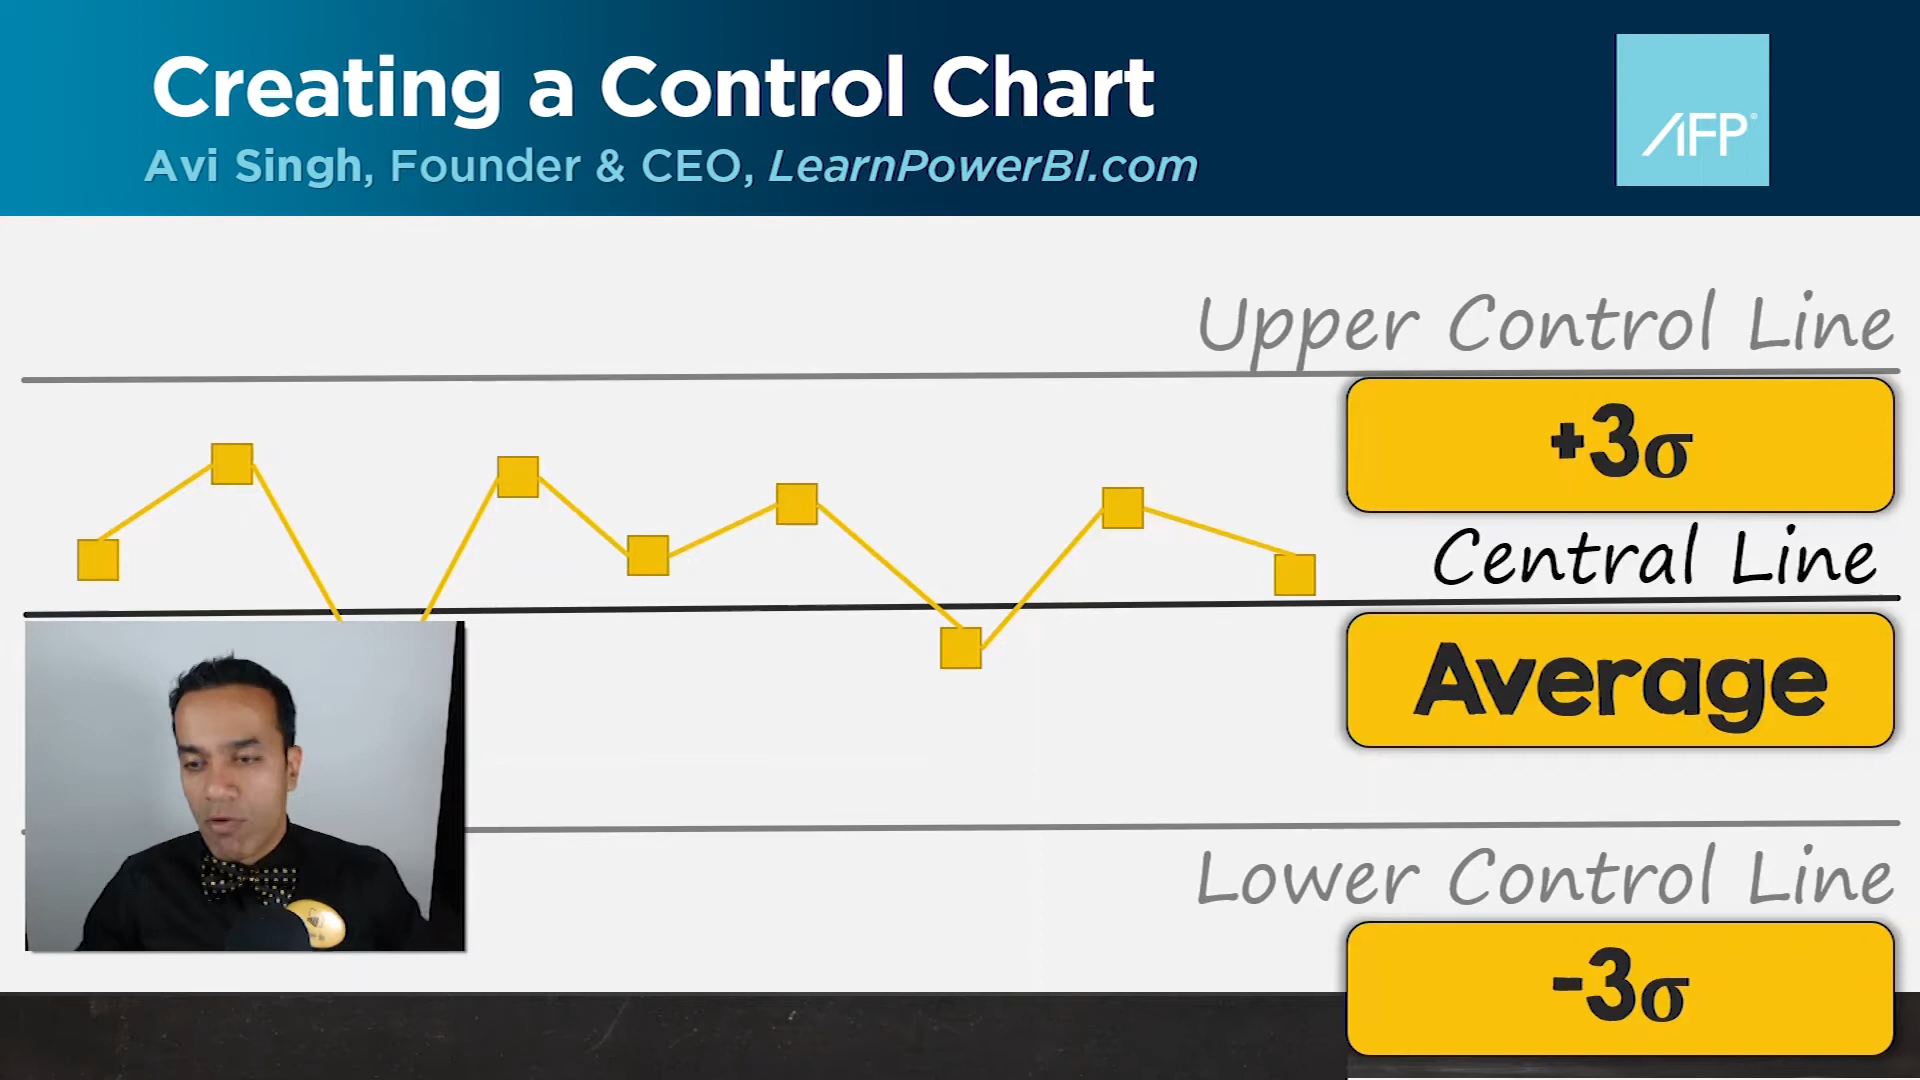 Creating a Control Chart
Avi Singh, Founder & CEO, LearnPowerBI.com
AFP®
Upper Control Line
+3σ
Central Line
Average
Lower Control Line
-3σ